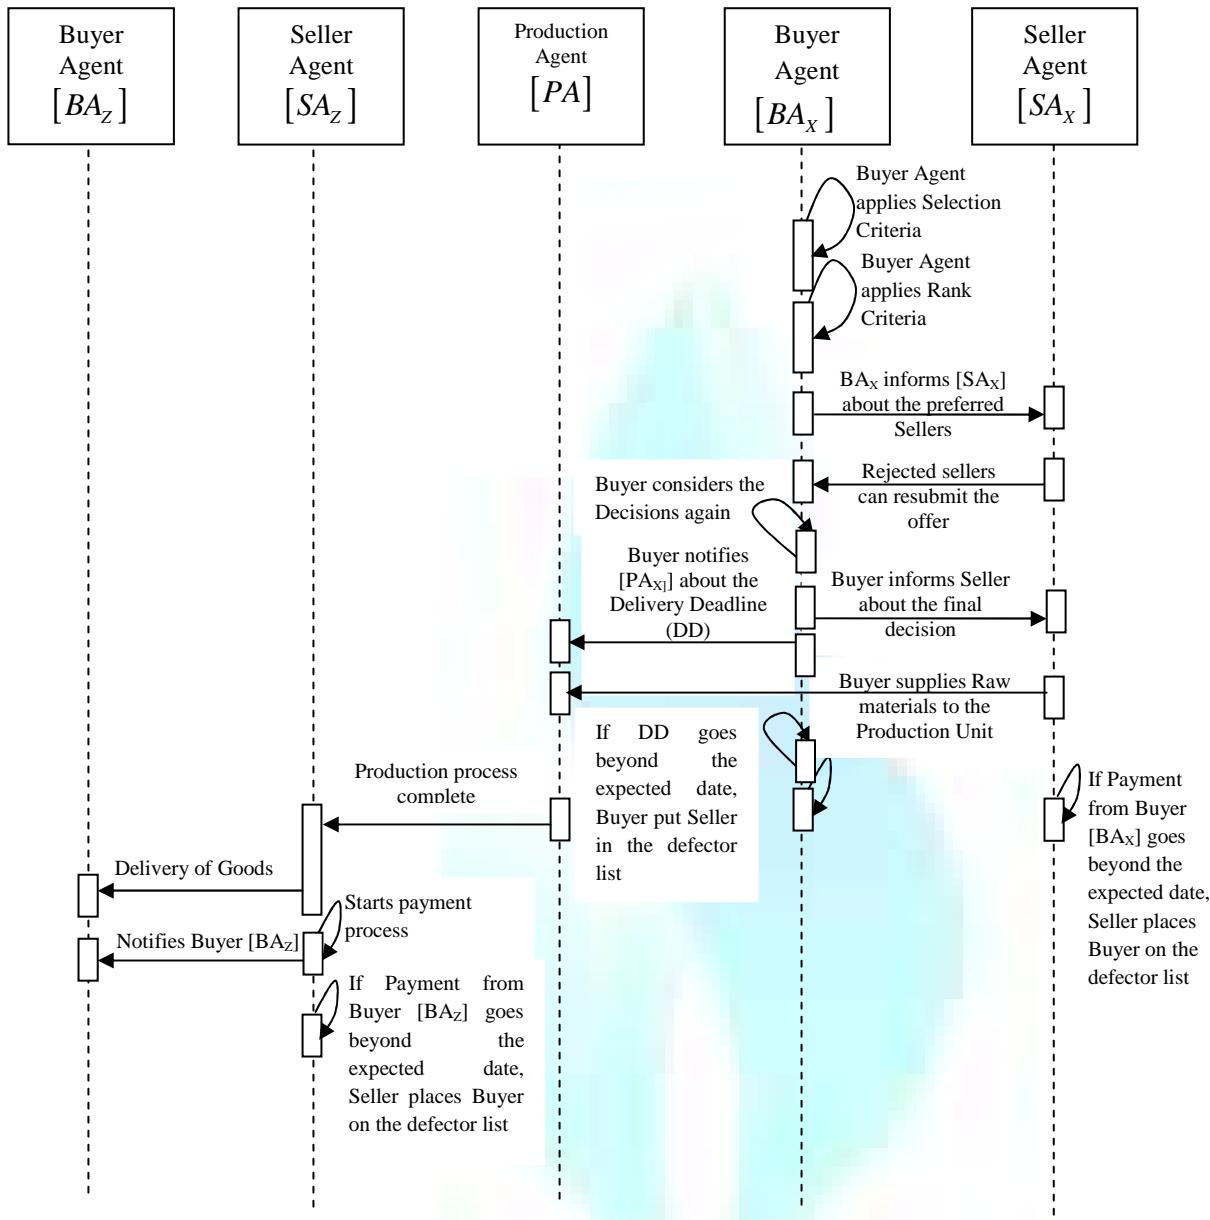 Buyer
Agent
[BA_Z]
Seller
Agent
[SA_Z]
Production
Agent
[PA]
Buyer
Agent
[BA_X]
Seller
Agent
[SA_X]
Buyer Agent
applies Selection
Criteria
Buyer Agent
applies Rank
Criteria
BA_X informs [SA_X]
about the preferred
Sellers
Rejected sellers
can resubmit the
offer
Buyer considers the
Decisions again
Buyer notifies
[PA_X] about the
Delivery Deadline
(DD)
Buyer informs Seller
about the final
decision
Buyer supplies Raw
materials to the
Production Unit
If DD goes
beyond the
expected date,
Buyer put Seller
in the defector
list
If Payment
from Buyer
[BA_X] goes
beyond the
expected date,
Seller places
Buyer on the
defector list
Production process
complete
Delivery of Goods
Starts payment
process
Notifies Buyer [BA_Z]
If Payment from
Buyer [BA_Z] goes
beyond the
expected date,
Seller places Buyer
on the defector list